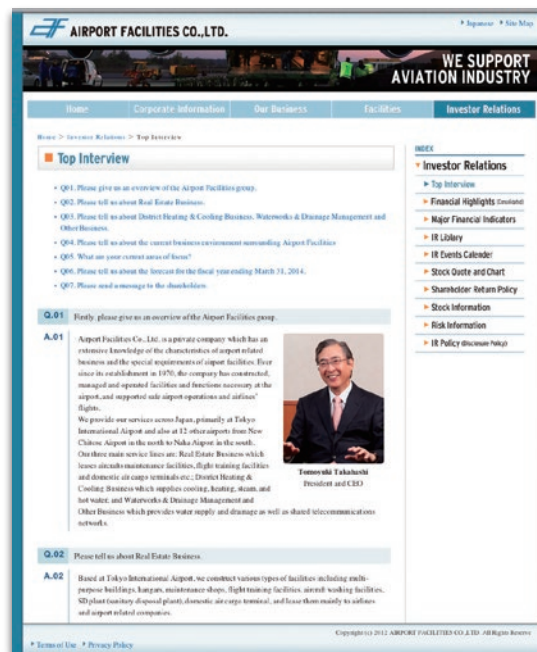 AIRPORT FACILITIES CO.,LTD.
Japanese Site Map
WE SUPPORT
AVIATION INDUSTRY
Home Corporate Information Our Business Facilities Investor Relations
Home > Investor Relations > Top Interview
Top Interview
Q01. Please give us an overview of the Airport Facilities group.
Q02. Please tell us about Real Estate Business.
Q03. Please tell us about District Heating & Cooling Business, Waterworks & Drainage Management and
Other Business.
Q04. Please tell us about the current business environment surrounding Airport Facilities
Q05. What are your current areas of focus?
Q06. Please tell us about the forecast for the fiscal year ending March 31, 2014.
Q07. Please send a message to the shareholders.
INDEX
Investor Relations
Top Interview
Financial Highlights (Consolidated)
Major Financial Indicators
IR Library
IR Events Calender
Stock Quote and Chart
Shareholder Return Policy
Stock Information
Risk Information
IR Policy (Disclosure Policy)
Q.01 Firstly, please give us an overview of the Airport Facilities group.
A.01 Airport Facilities Co., Ltd. is a private company which has an
extensive knowledge of the characteristics of airport related
business and the special requirements of airport facilities. Ever
since its establishment in 1970, the company has constructed,
managed and operated facilities and functions necessary at the
airport, and supported safe airport operations and airlines'
flights.
We provide our services across Japan, primarily at Tokyo
International Airport and also at 12 other airports from New
Chitose Airport in the north to Naha Airport in the south.
Our three main service lines are: Real Estate Business which
leases aircrafts maintenance facilities, flight training facilities
and domestic air cargo terminals etc.; District Heating &
Cooling Business which supplies cooling, heating, steam, and
hot water; and Waterworks & Drainage Management and
Other Business which provides water supply and drainage as well as shared telecommunications
networks.
Tomoyuki Takahashi
President and CEO
Q.02 Please tell us about Real Estate Business.
A.02 Based at Tokyo International Airport, we construct various types of facilities including multi-
purpose buildings, hangars, maintenance shops, flight training facilities, aircraft washing facilities,
SD plant (sanitary disposal plant), domestic air cargo terminal, and lease them mainly to airlines
and airport related companies.
Copyright (c) 2012 AIRPORT FACILITIES CO.,LTD. All Rights Reserve
Terms of Use Privacy Policy